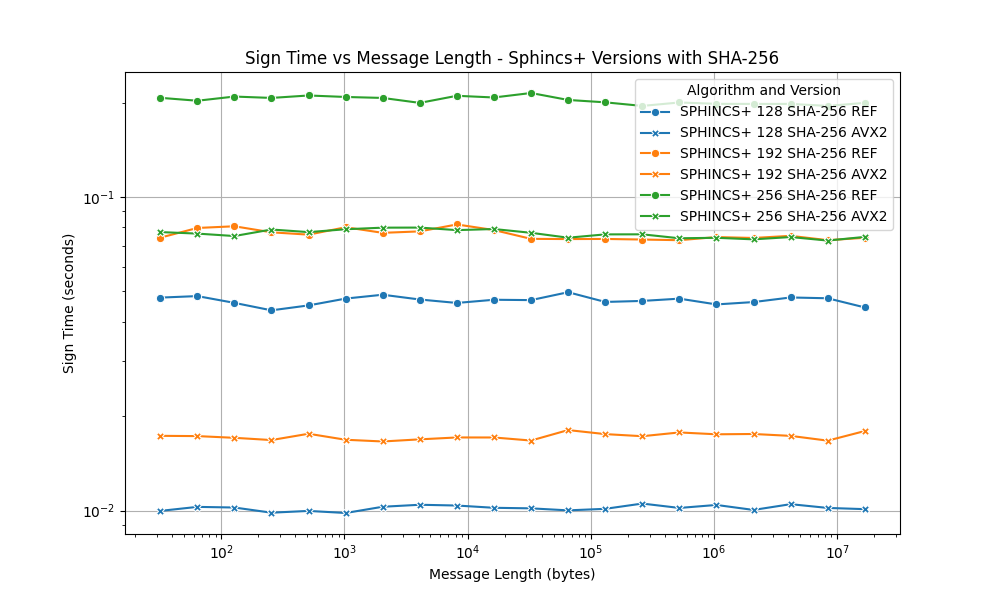 Sign Time vs Message Length - Sphincs+ Versions with SHA-256
Algorithm and Version
SPHINCS+ 128 SHA-256 REF
SPHINCS+ 128 SHA-256 AVX2
SPHINCS+ 192 SHA-256 REF
SPHINCS+ 192 SHA-256 AVX2
SPHINCS+ 256 SHA-256 REF
SPHINCS+ 256 SHA-256 AVX2
Sign Time (seconds)
10⁻¹
10⁻²
10² 10³ 10⁴ 10⁵ 10⁶ 10⁷
Message Length (bytes)